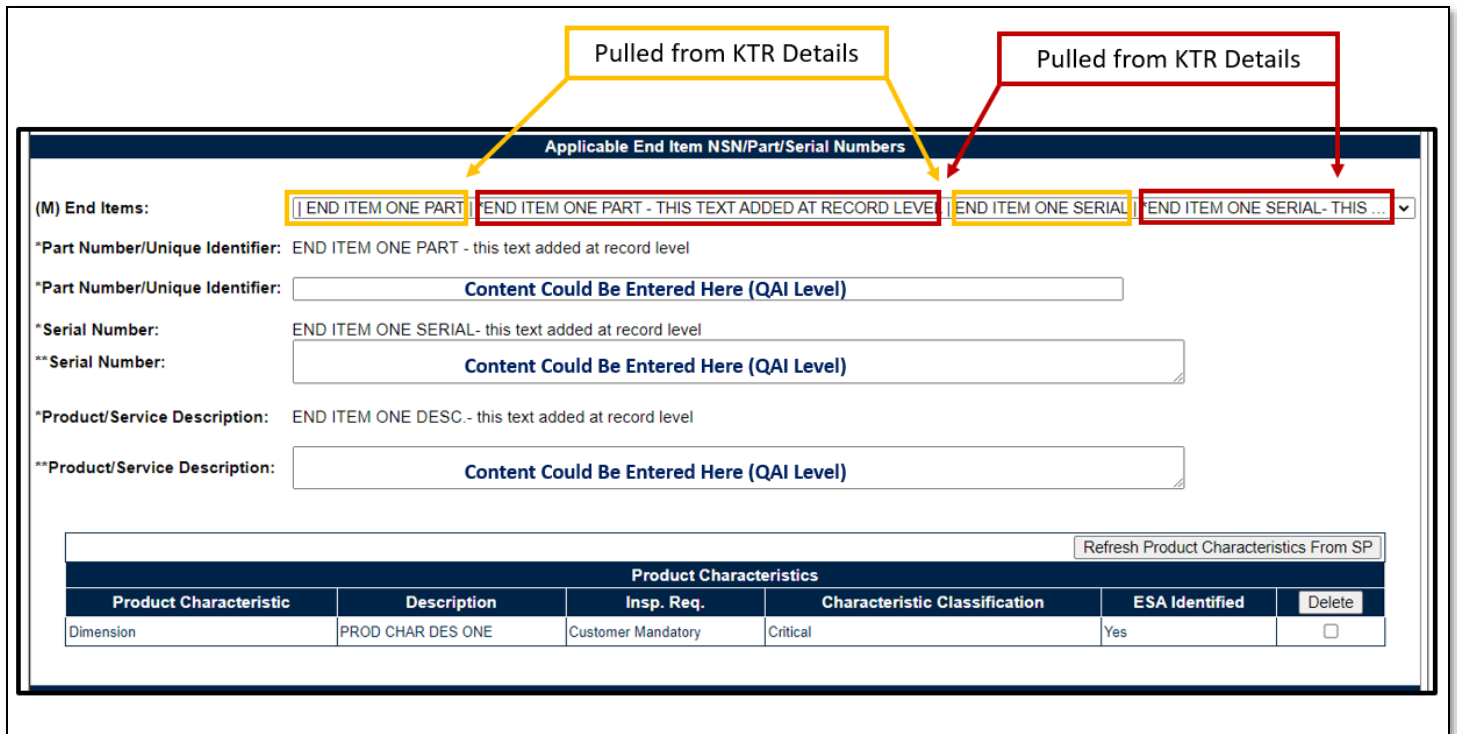 Pulled from KTR Details
Pulled from KTR Details
Applicable End Item NSN/Part/Serial Numbers
(M) End Items: | END ITEM ONE PART | *END ITEM ONE PART - THIS TEXT ADDED AT RECORD LEVEL | END ITEM ONE SERIAL | *END ITEM ONE SERIAL- THIS ...
*Part Number/Unique Identifier: END ITEM ONE PART - this text added at record level
*Part Number/Unique Identifier: Content Could Be Entered Here (QAI Level)
*Serial Number: END ITEM ONE SERIAL- this text added at record level
**Serial Number: Content Could Be Entered Here (QAI Level)
*Product/Service Description: END ITEM ONE DESC.- this text added at record level
**Product/Service Description: Content Could Be Entered Here (QAI Level)
Refresh Product Characteristics From SP
Product Characteristics
Product Characteristic Description Insp. Req. Characteristic Classification ESA Identified Delete
Dimension PROD CHAR DES ONE Customer Mandatory Critical Yes